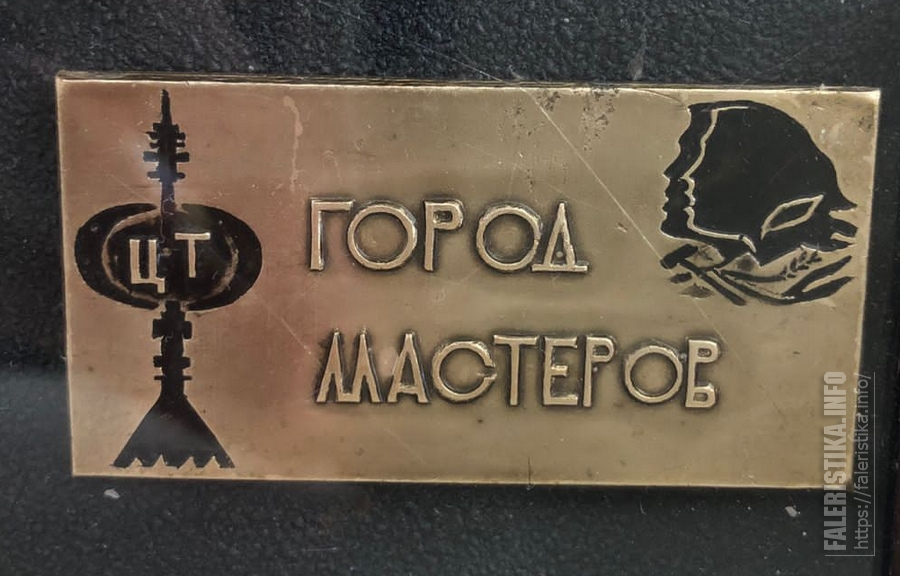 ЦТ
ГОРОД
МАСТЕРОВ
FALERISTIKA.INFO
https://faleristika.info/